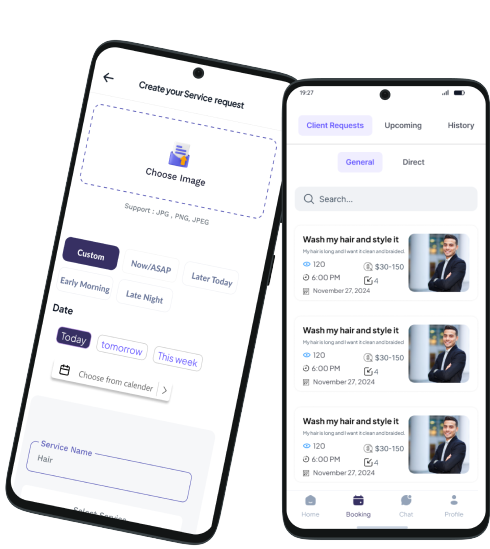 Create your Service request
Choose Image
Support : JPG , PNG, JPEG
Custom
Now/ASAP
Later Today
Early Morning
Late Night
Date
Today
tomorrow
This week
Choose from calender
Service Name
Hair
Select Service
19:27
Client Requests
Upcoming
History
General
Direct
Search...
Wash my hair and style it
My hair is long and I want it clean and braided.
120
$30-150
6:00 PM
4
November 27, 2024
Wash my hair and style it
My hair is long and I want it clean and braided.
120
$30-150
6:00 PM
4
November 27, 2024
Wash my hair and style it
My hair is long and I want it clean and braided.
120
$30-150
6:00 PM
4
November 27, 2024
Home
Booking
Chat
Profile